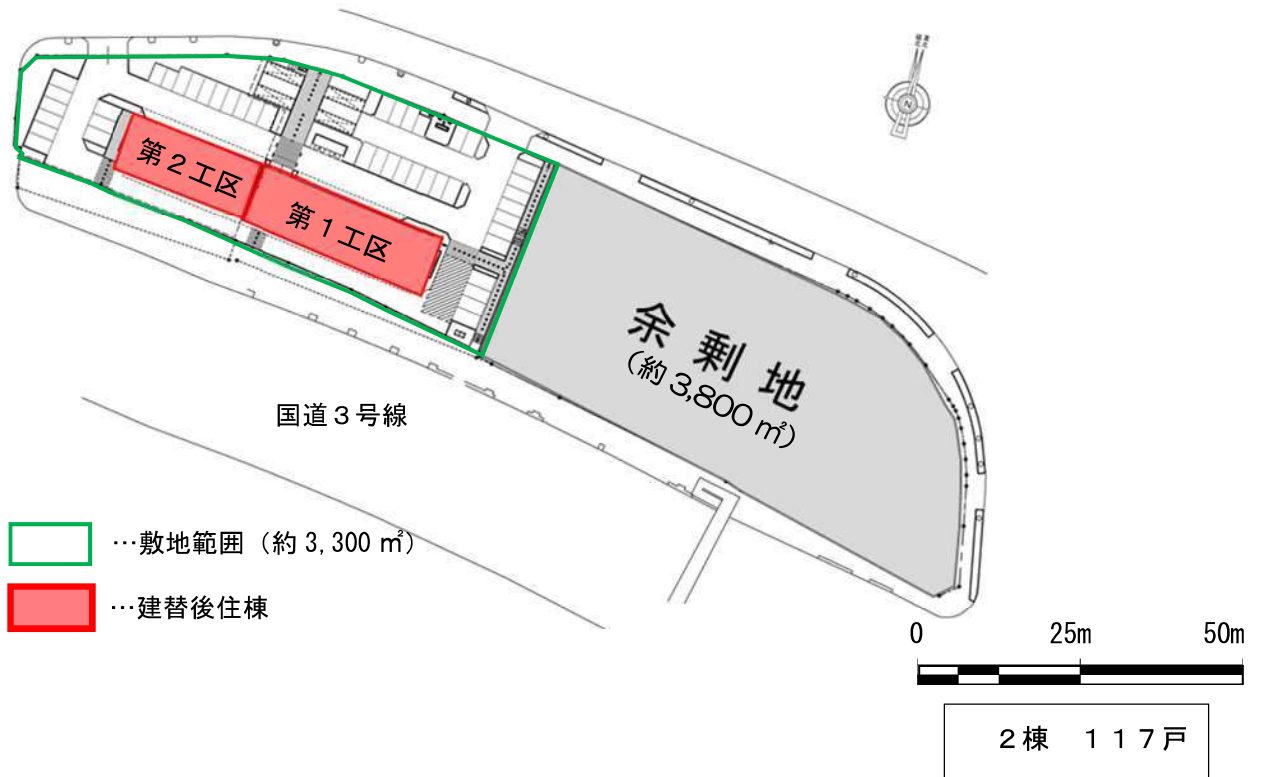 第２工区
第１工区
余剰地
（約3,800㎡）
国道３号線
…敷地範囲（約3,300㎡）
…建替後住棟
N
0 25m 50m
２棟　１１７戸